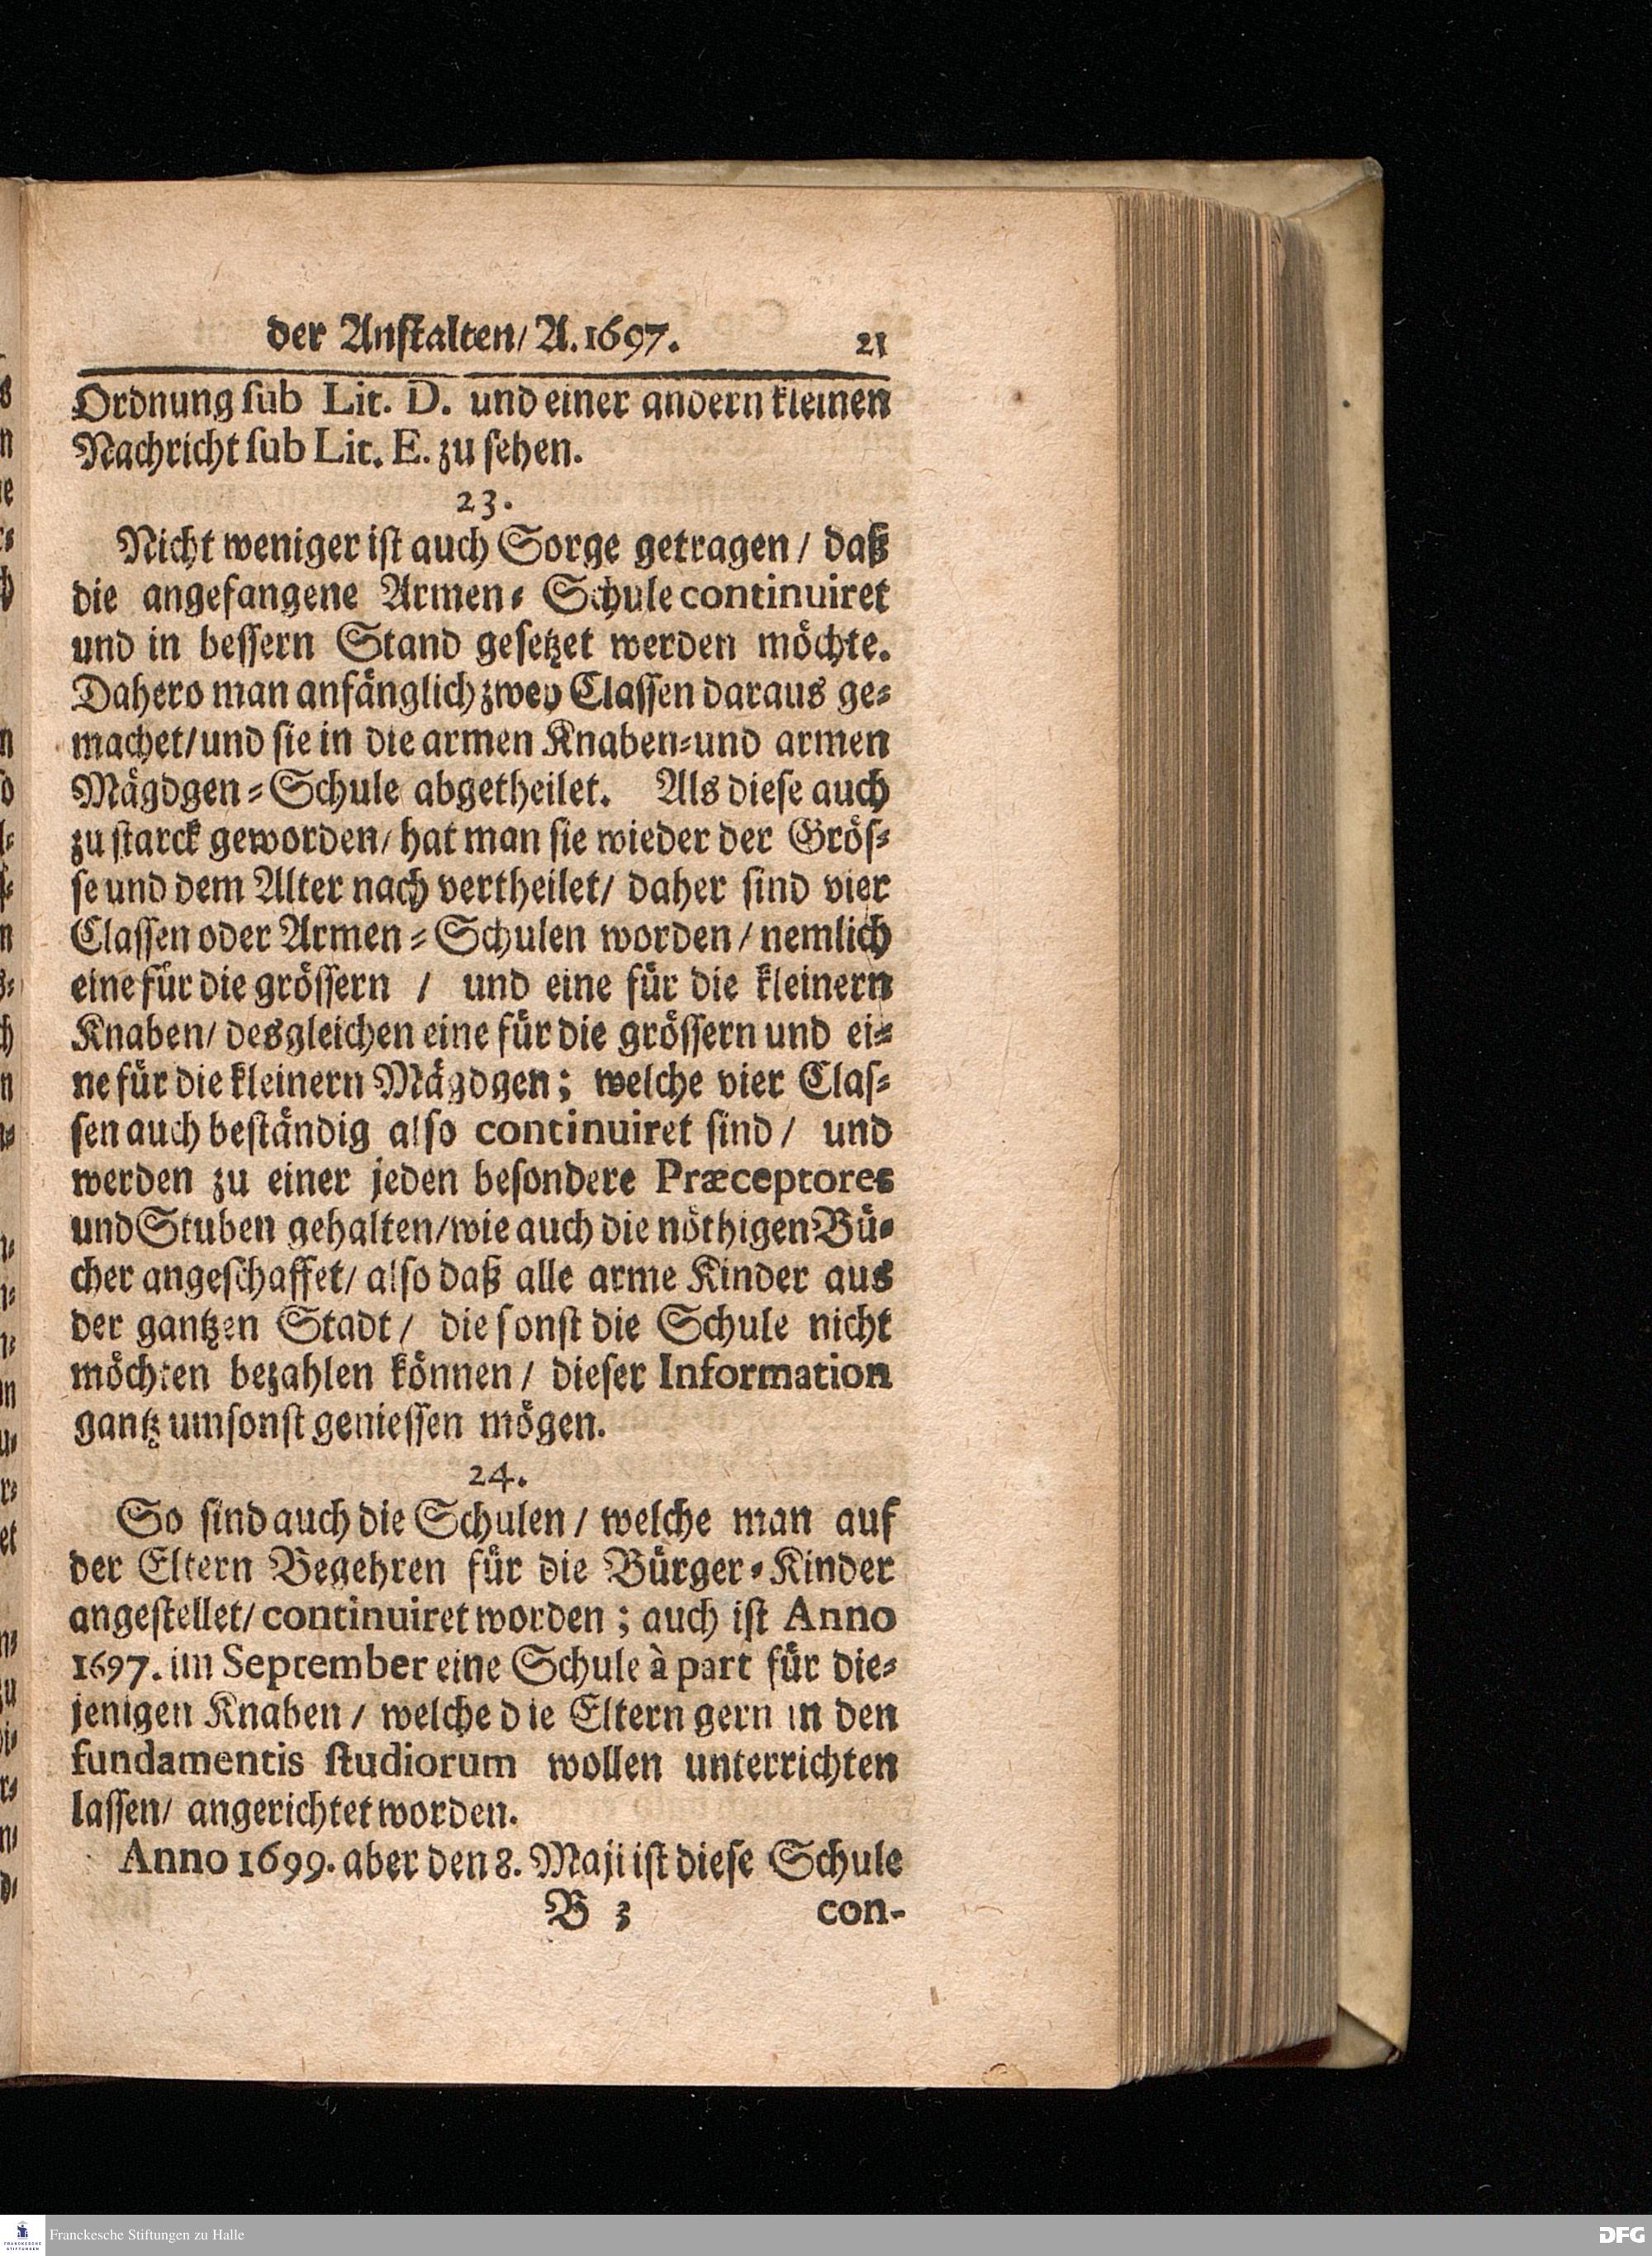 der Anſtalten/ A. 1697. 21
Ordnung ſub Lit. D. und einer andern kleinen
Nachricht ſub Lit. E. zu ſehen.
23.
Nicht weniger iſt auch Sorge getragen / daß
die angefangene Armen- Schule continuiret
und in beſſern Stand geſetzet werden möchte.
Dahero man anfänglich zwey Claſſen daraus ge-
machet/ und ſie in die armen Knaben-und armen
Mägdgen-Schule abgetheilet. Als dieſe auch
zu ſtarck geworden/ hat man ſie wieder der Gröſ-
ſe und dem Alter nach vertheilet/ daher ſind vier
Claſſen oder Armen-Schulen worden / nemlich
eine für die gröſſern / und eine für die kleinern
Knaben/ desgleichen eine für die gröſſern und ei-
ne für die kleinern Mägdgen; welche vier Claſ-
ſen auch beſtändig alſo continuiret ſind / und
werden zu einer jeden beſondere Præceptores
und Stuben gehalten/wie auch die nöthigen Bü-
cher angeſchaffet/ alſo daß alle arme Kinder aus
der gantzen Stadt / die ſonſt die Schule nicht
möchten bezahlen können / dieſer Information
gantz umſonſt genieſſen mögen.
24.
So ſind auch die Schulen / welche man auf
der Eltern Begehren für die Bürger-Kinder
angeſtellet/ continuiret worden ; auch iſt Anno
1697. im September eine Schule à part für die-
jenigen Knaben / welche die Eltern gern in den
fundamentis ſtudiorum wollen unterrichten
laſſen/ angerichtet worden.
Anno 1699. aber den 8. Maji iſt dieſe Schule
B 3 con-
Franckesche Stiftungen zu Halle
FRANCKESCHE
STIFTUNGEN
DFG